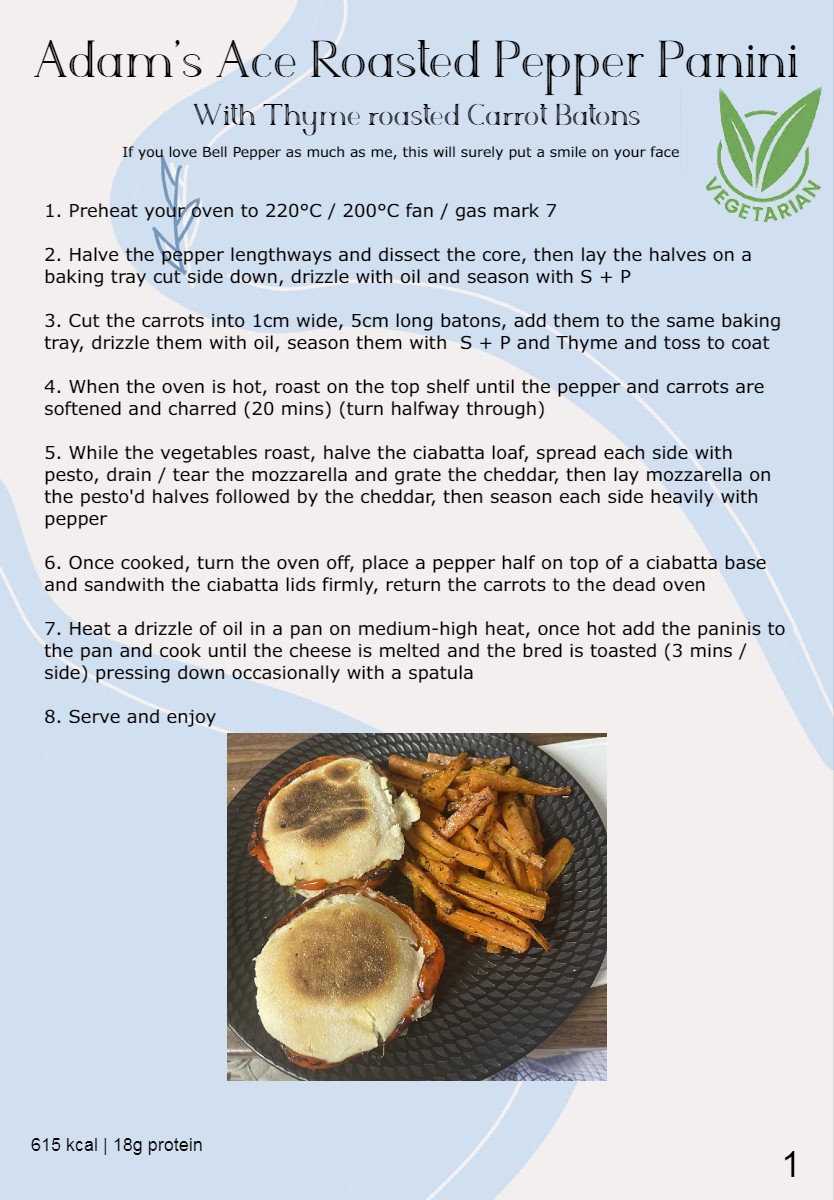 Adam's Ace Roasted Pepper Panini
With Thyme roasted Carrot Batons
If you love Bell Pepper as much as me, this will surely put a smile on your face
VEGETARIAN
1. Preheat your oven to 220°C / 200°C fan / gas mark 7
2. Halve the pepper lengthways and dissect the core, then lay the halves on a
baking tray cut side down, drizzle with oil and season with S + P
3. Cut the carrots into 1cm wide, 5cm long batons, add them to the same baking
tray, drizzle them with oil, season them with  S + P and Thyme and toss to coat
4. When the oven is hot, roast on the top shelf until the pepper and carrots are
softened and charred (20 mins) (turn halfway through)
5. While the vegetables roast, halve the ciabatta loaf, spread each side with
pesto, drain / tear the mozzarella and grate the cheddar, then lay mozzarella on
the pesto'd halves followed by the cheddar, then season each side heavily with
pepper
6. Once cooked, turn the oven off, place a pepper half on top of a ciabatta base
and sandwith the ciabatta lids firmly, return the carrots to the dead oven
7. Heat a drizzle of oil in a pan on medium-high heat, once hot add the paninis to
the pan and cook until the cheese is melted and the bred is toasted (3 mins /
side) pressing down occasionally with a spatula
8. Serve and enjoy
615 kcal | 18g protein
1